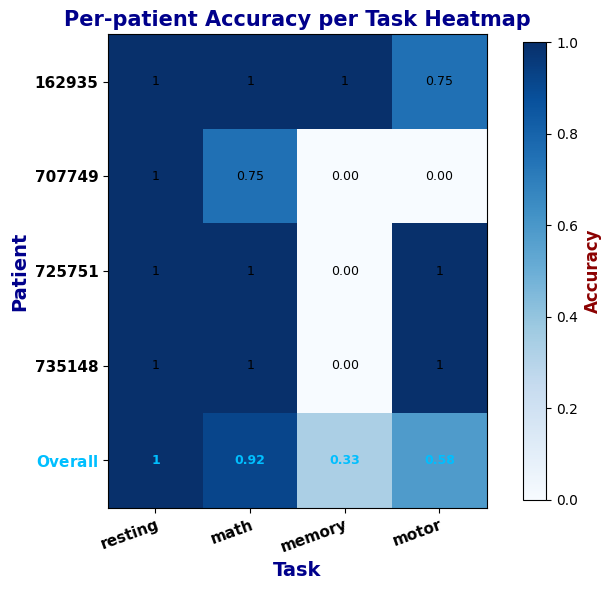 Per-patient Accuracy per Task Heatmap
162935 1 1 1 0.75
707749 1 0.75 0.00 0.00
725751 1 1 0.00 1
735148 1 1 0.00 1
Overall 1 0.92 0.33
resting math memory motor
Task
Patient
1.0
0.8
0.6
0.4
0.2
0.0
Accuracy